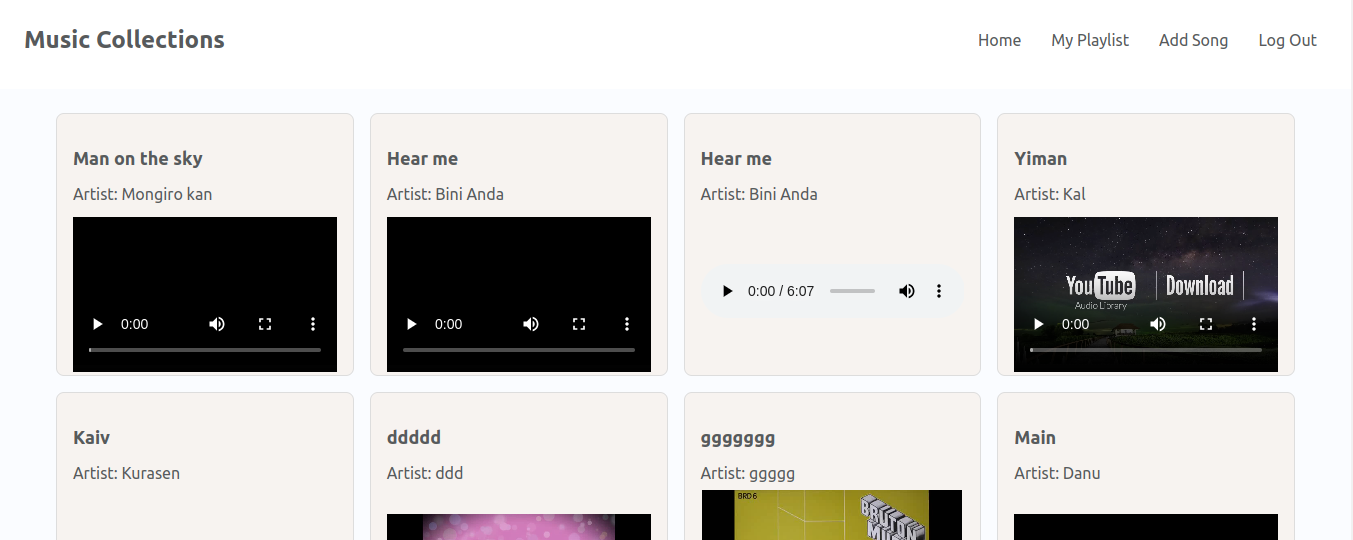 Music Collections
Home My Playlist Add Song Log Out
Man on the sky
Artist: Mongiro kan
0:00
Hear me
Artist: Bini Anda
0:00
Hear me
Artist: Bini Anda
0:00 / 6:07
Yiman
Artist: Kal
YouTube Download
Audio Library
0:00
Kaiv
Artist: Kurasen
ddddd
Artist: ddd
ggggggg
Artist: ggggg
BRD 6
BRUTON
Main
Artist: Danu